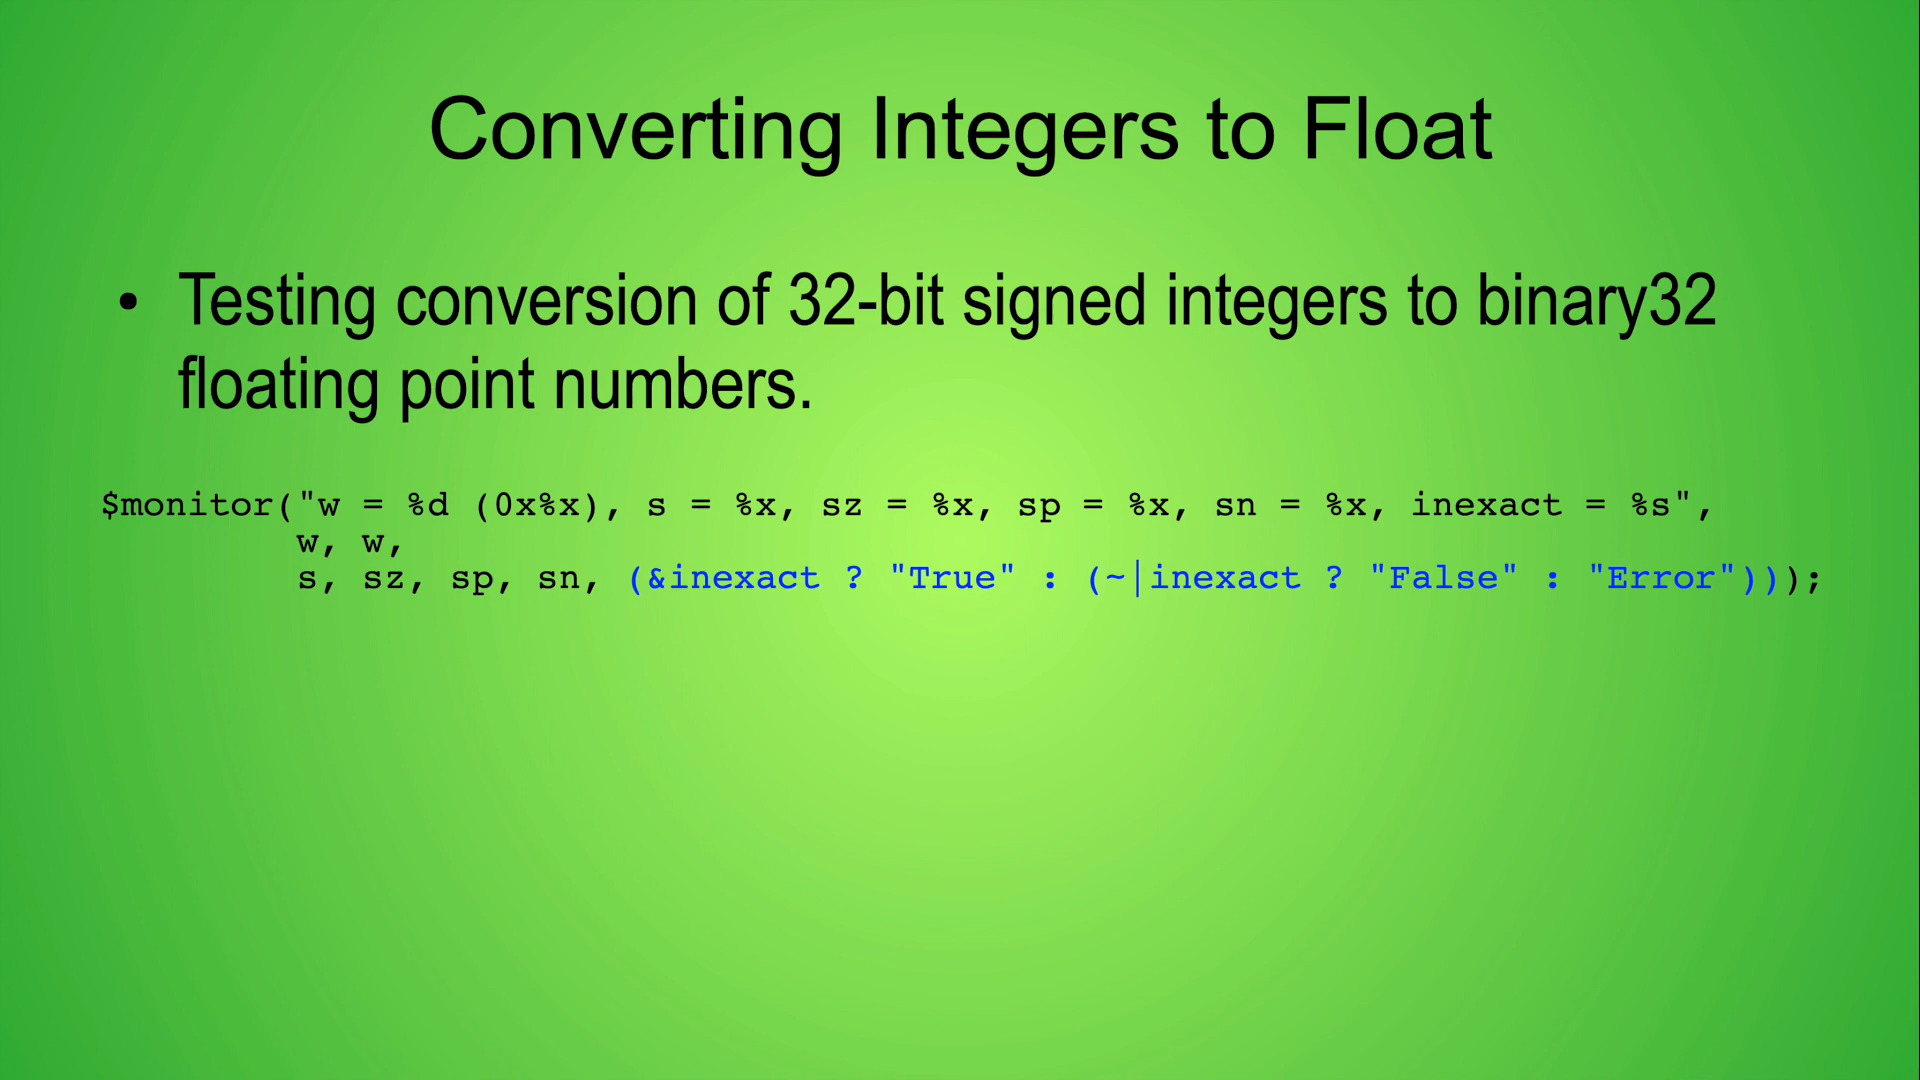 Converting Integers to Float
• Testing conversion of 32-bit signed integers to binary32
floating point numbers.
$monitor("w = %d (0x%x), s = %x, sz = %x, sp = %x, sn = %x, inexact = %s",
w, w,
s, sz, sp, sn, (&inexact ? "True" : (~|inexact ? "False" : "Error")));